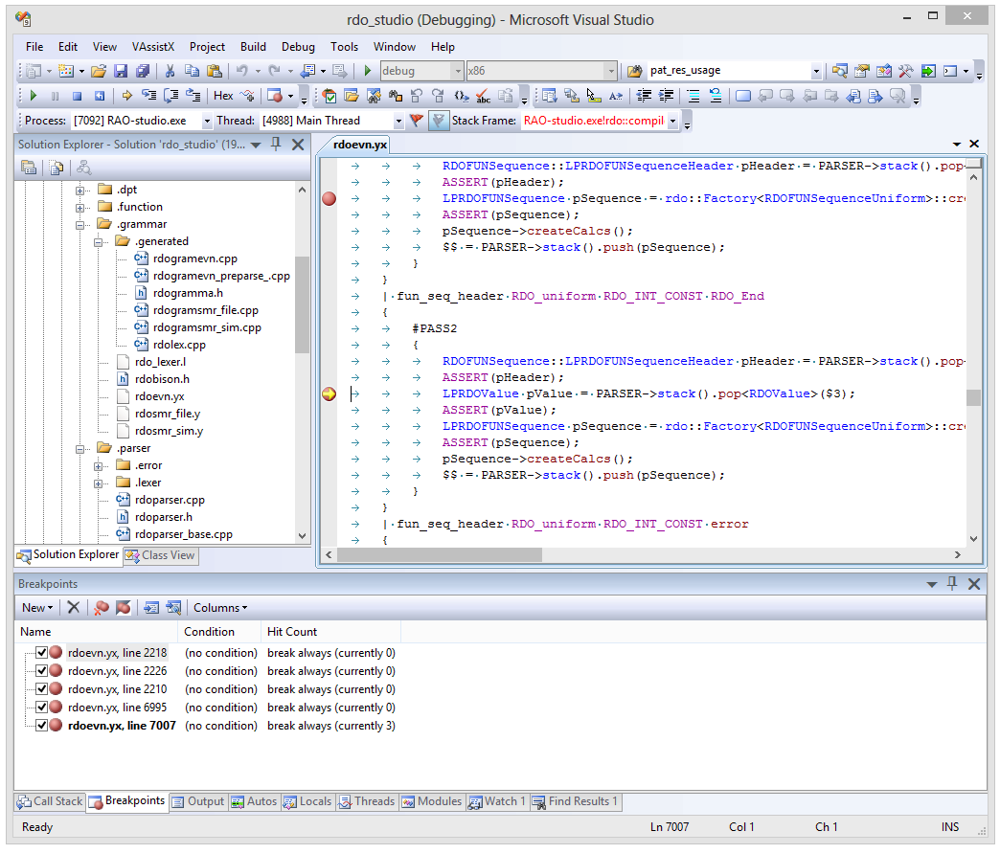 rdo_studio (Debugging) - Microsoft Visual Studio
File Edit View VAssistX Project Build Debug Tools Window Help
debug x86 pat_res_usage
Hex
Process: [7092] RAO-studio.exe Thread: [4988] Main Thread Stack Frame: RAO-studio.exe!rdo::compil
Solution Explorer - Solution 'rdo_studio' (19...
.dpt
.function
.grammar
.generated
rdogramevn.cpp
rdogramevn_preparse_.cpp
rdogramma.h
rdogramsmr_file.cpp
rdogramsmr_sim.cpp
rdolex.cpp
rdo_lexer.l
rdobison.h
rdoevn.yx
rdosmr_file.y
rdosmr_sim.y
.parser
.error
.lexer
rdoparser.cpp
rdoparser.h
rdoparser_base.cpp
Solution Explorer Class View
rdoevn.yx
RDOFUNSequence::LPRDOFUNSequenceHeader pHeader = PARSER->stack().pop
ASSERT(pHeader);
LPRDOFUNSequence pSequence = rdo::Factory<RDOFUNSequenceUniform>::cre
ASSERT(pSequence);
pSequence->createCalcs();
$$ = PARSER->stack().push(pSequence);
}
}
| fun_seq_header RDO_uniform RDO_INT_CONST RDO_End
{
#PASS2
{
RDOFUNSequence::LPRDOFUNSequenceHeader pHeader = PARSER->stack().pop
ASSERT(pHeader);
LPRDOValue pValue = PARSER->stack().pop<RDOValue>($3);
ASSERT(pValue);
LPRDOFUNSequence pSequence = rdo::Factory<RDOFUNSequenceUniform>::cre
ASSERT(pSequence);
pSequence->createCalcs();
$$ = PARSER->stack().push(pSequence);
}
}
| fun_seq_header RDO_uniform RDO_INT_CONST error
{
Breakpoints
New Columns
Name Condition Hit Count
rdoevn.yx, line 2218 (no condition) break always (currently 0)
rdoevn.yx, line 2226 (no condition) break always (currently 0)
rdoevn.yx, line 2210 (no condition) break always (currently 0)
rdoevn.yx, line 6995 (no condition) break always (currently 0)
rdoevn.yx, line 7007 (no condition) break always (currently 3)
Call Stack Breakpoints Output Autos Locals Threads Modules Watch 1 Find Results 1
Ready Ln 7007 Col 1 Ch 1 INS